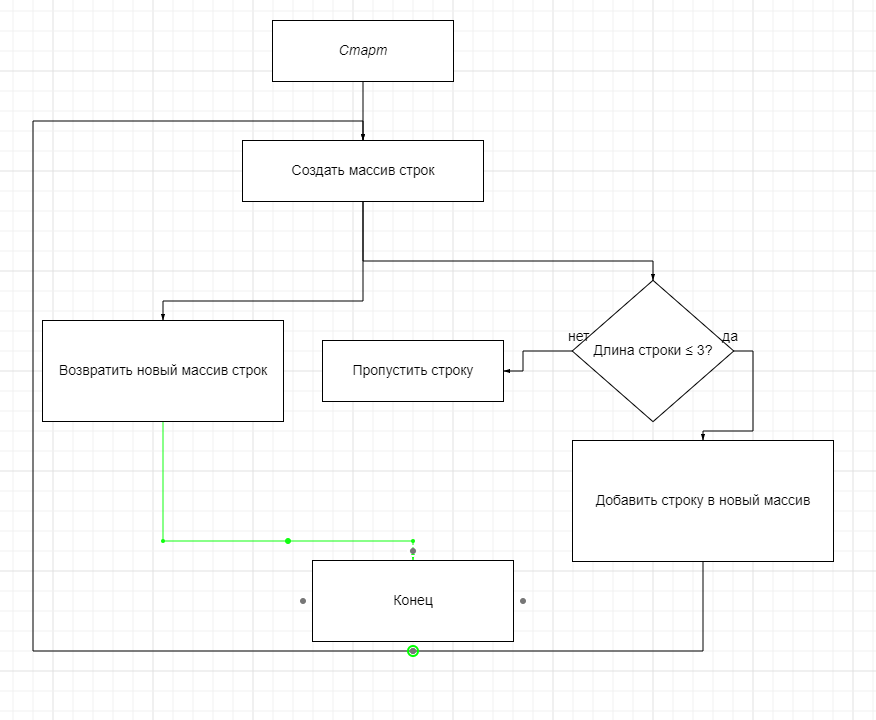 Старт
Создать массив строк
нет
да
Длина строки ≤ 3?
Возвратить новый массив строк
Пропустить строку
Добавить строку в новый массив
Конец